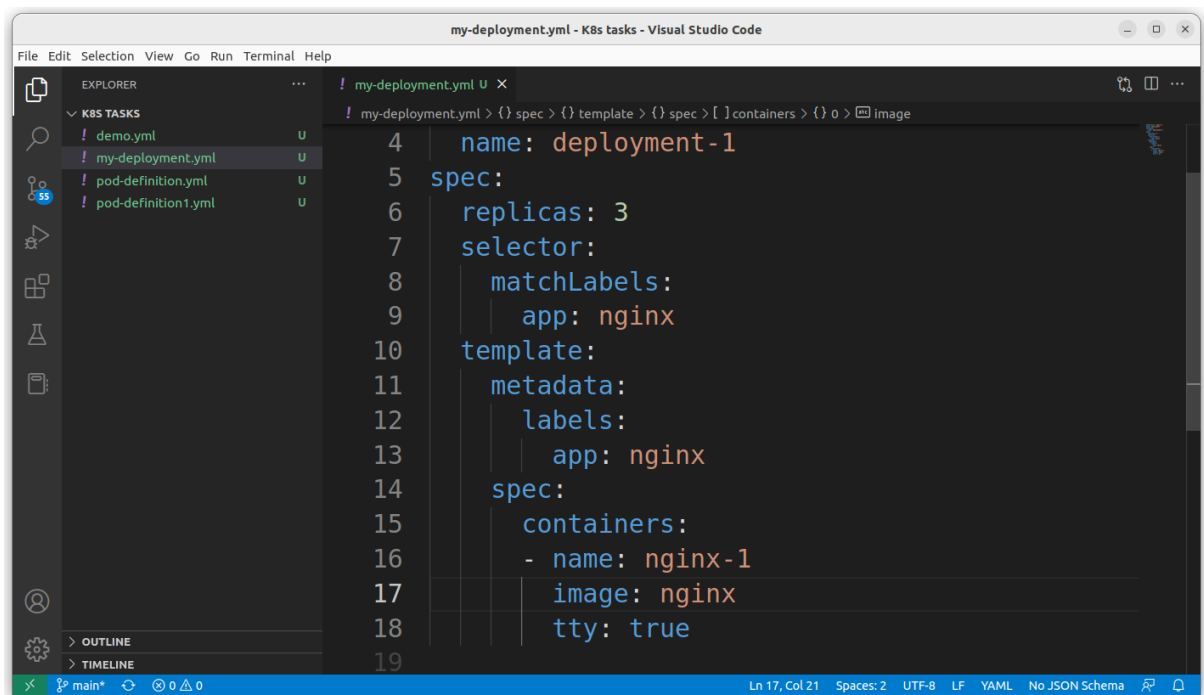 my-deployment.yml - K8s tasks - Visual Studio Code
File Edit Selection View Go Run Terminal Help
EXPLORER
K8S TASKS
! demo.yml U
! my-deployment.yml U
! pod-definition.yml U
! pod-definition1.yml U
55
OUTLINE
TIMELINE
! my-deployment.yml U
! my-deployment.yml > {} spec > {} template > {} spec > [ ] containers > {} 0 > abc image
4 name: deployment-1
5 spec:
6 replicas: 3
7 selector:
8 matchLabels:
9 app: nginx
10 template:
11 metadata:
12 labels:
13 app: nginx
14 spec:
15 containers:
16 - name: nginx-1
17 image: nginx
18 tty: true
19
main* 0 0 Ln 17, Col 21 Spaces: 2 UTF-8 LF YAML No JSON Schema